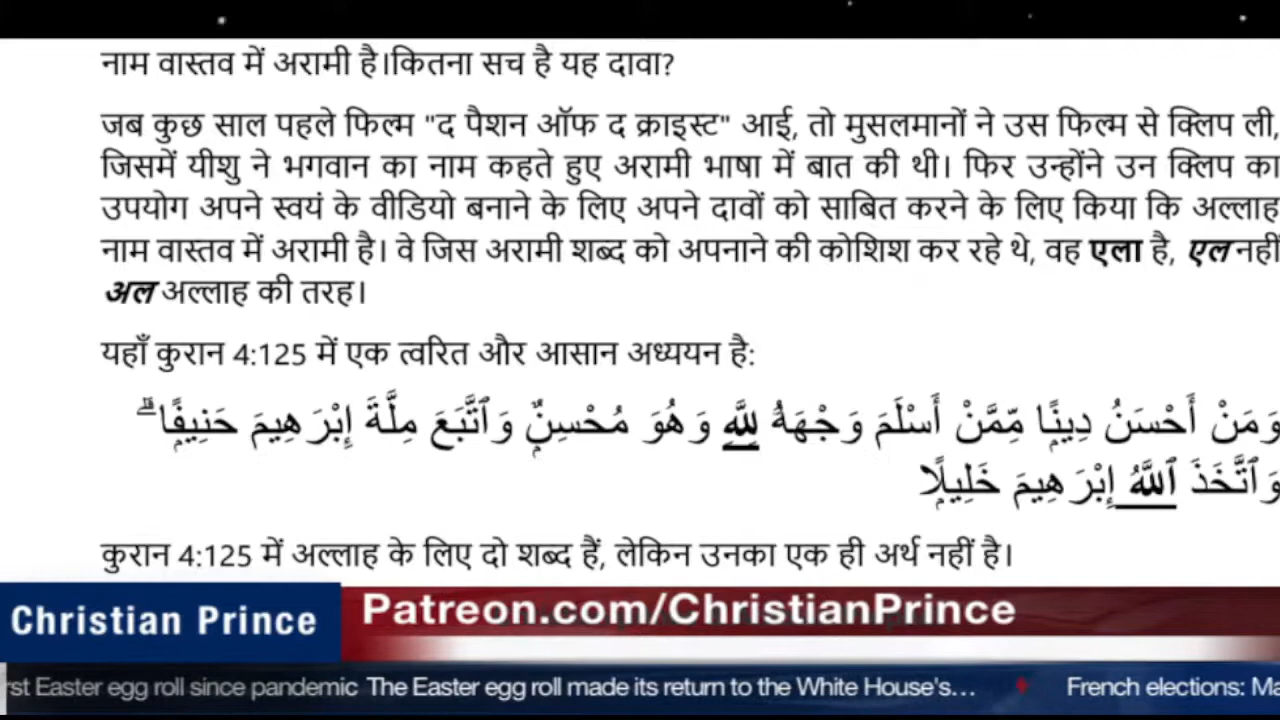 नाम वास्तव में अरामी है।कितना सच है यह दावा?
जब कुछ साल पहले फिल्म "द पैशन ऑफ द क्राइस्ट" आई, तो मुसलमानों ने उस फिल्म से क्लिप ली,
जिसमें यीशु ने भगवान का नाम कहते हुए अरामी भाषा में बात की थी। फिर उन्होंने उन क्लिप का
उपयोग अपने स्वयं के वीडियो बनाने के लिए अपने दावों को साबित करने के लिए किया कि अल्लाह
नाम वास्तव में अरामी है। वे जिस अरामी शब्द को अपनाने की कोशिश कर रहे थे, वह एला है, एल नहीं
अल अल्लाह की तरह।
यहाँ कुरान 4:125 में एक त्वरित और आसान अध्ययन है:
وَمَنْ أَحْسَنُ دِينًۭا مِّمَّنْ أَسْلَمَ وَجْهَهُۥ لِلَّهِ وَهُوَ مُحْسِنٌۭ وَٱتَّبَعَ مِلَّةَ إِبْرَٰهِيمَ حَنِيفًۭا ۗ
وَٱتَّخَذَ ٱللَّهُ إِبْرَٰهِيمَ خَلِيلًۭا
कुरान 4:125 में अल्लाह के लिए दो शब्द हैं, लेकिन उनका एक ही अर्थ नहीं है।
Christian Prince
Patreon.com/ChristianPrince
rst Easter egg roll since pandemic The Easter egg roll made its return to the White House's... French elections: Ma